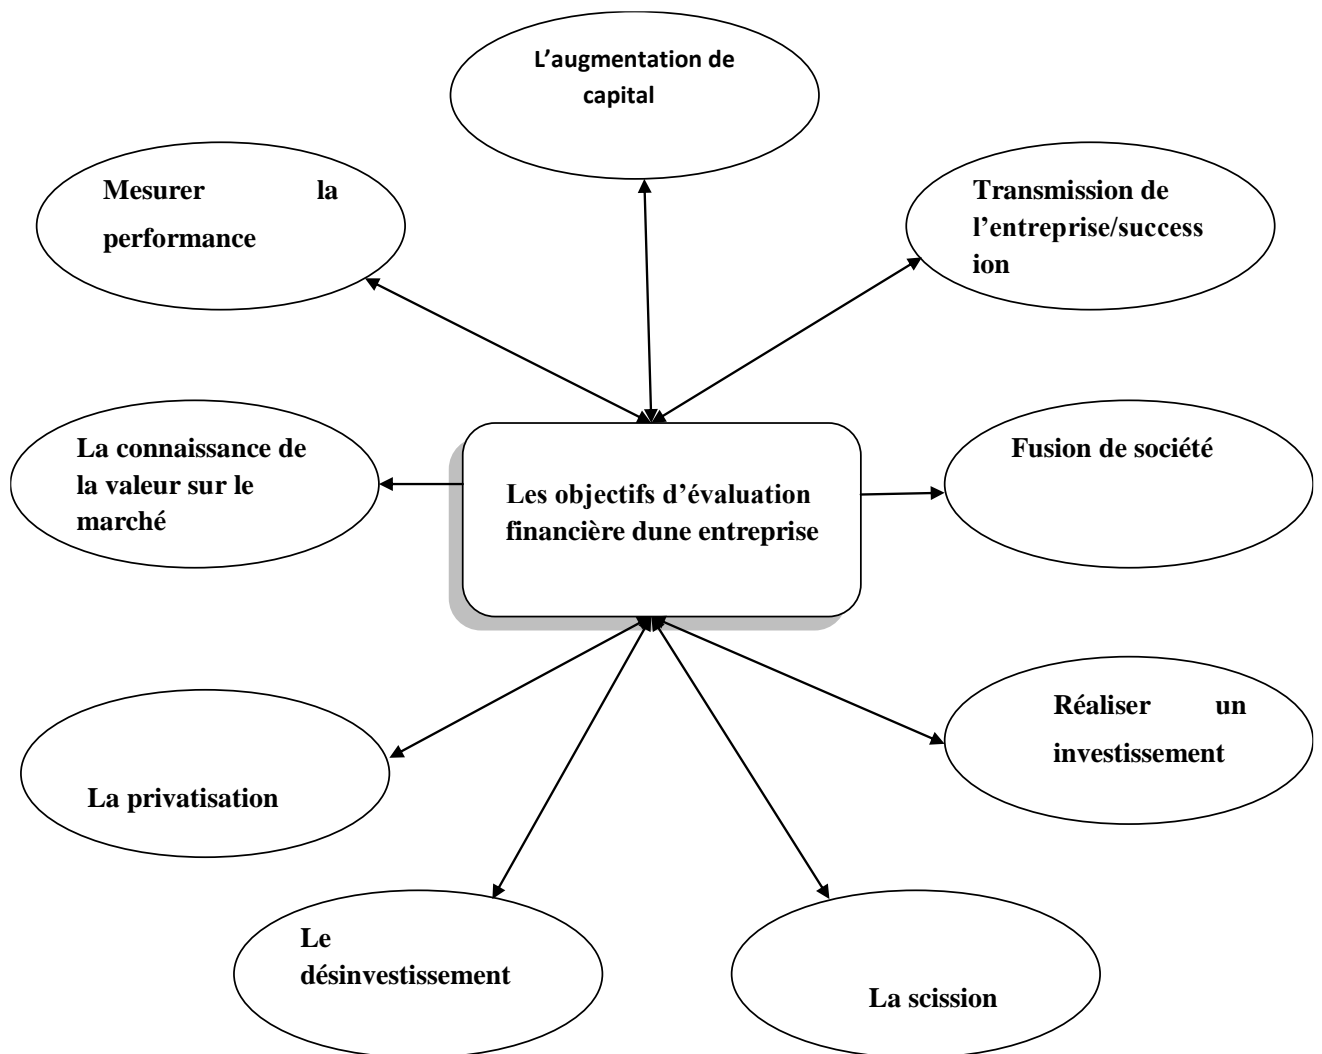 L’augmentation de
capital
Mesurer la
performance
Transmission de
l’entreprise/success
ion
La connaissance de
la valeur sur le
marché
Les objectifs d’évaluation
financière dune entreprise
Fusion de société
La privatisation
Réaliser un
investissement
Le
désinvestissement
La scission